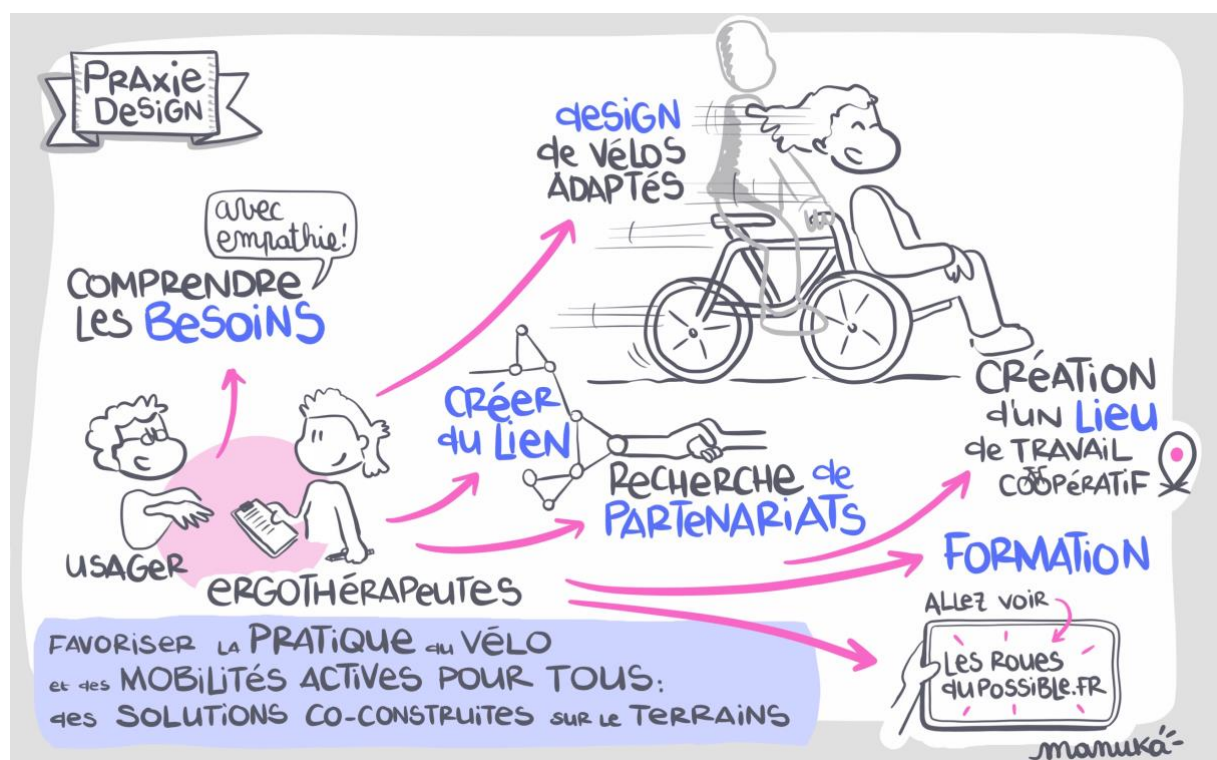 PRAXIE
DESIGN
avec
empathie!
COMPRENDRE
LES BESOINS
USAGER
ERGOTHÉRAPEUTES
DESIGN
de VÉLOS
ADAPTÉS
CRÉER
du LIEN
RECHERCHE de
PARTENARIATS
CRÉATION
d'un LIEU
de TRAVAIL
COOPÉRATIF
FORMATION
ALLEZ VOIR
LES ROUES
du POSSIBLE.FR
FAVORISER LA PRATIQUE du VÉLO
et des MOBILITÉS ACTIVES POUR TOUS:
des SOLUTIONS CO-CONSTRUITES SUR LE TERRAINS
manuka